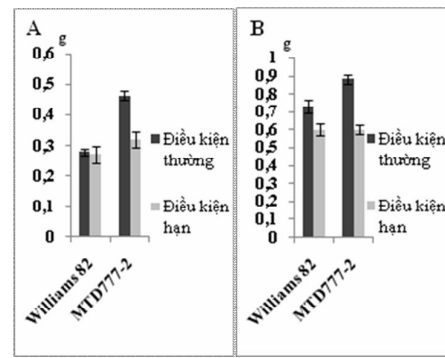 A
g
0,6
0,5
0,4
0,3
0,2
0,1
0
Điều kiện
thường
Điều kiện
hạn
Williams 82
MTD777-2
B
g
1
0,9
0,8
0,7
0,6
0,5
0,4
0,3
0,2
0,1
0
Điều kiện
thường
Điều kiện
hạn
Williams 82
MTD777-2